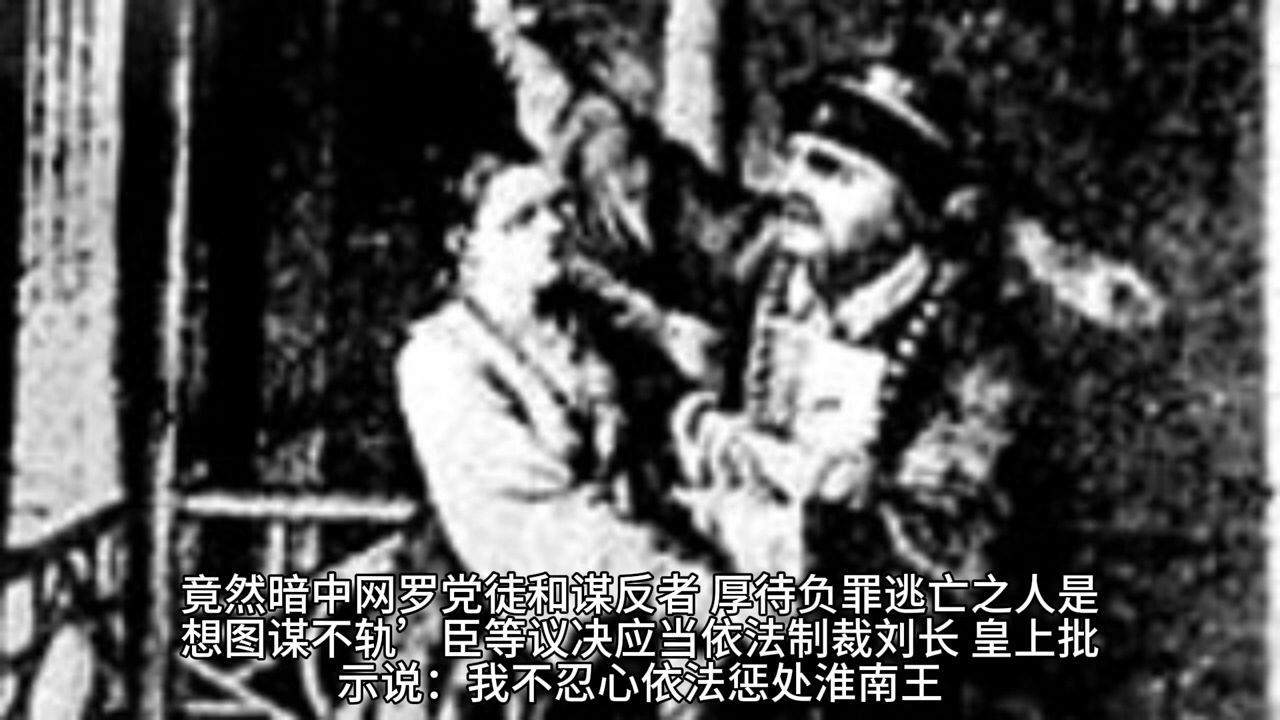 竟然暗中网罗党徒和谋反者 厚待负罪逃亡之人是
想图谋不轨’ 臣等议决应当依法制裁刘长 皇上批
示说：我不忍心依法惩处淮南王